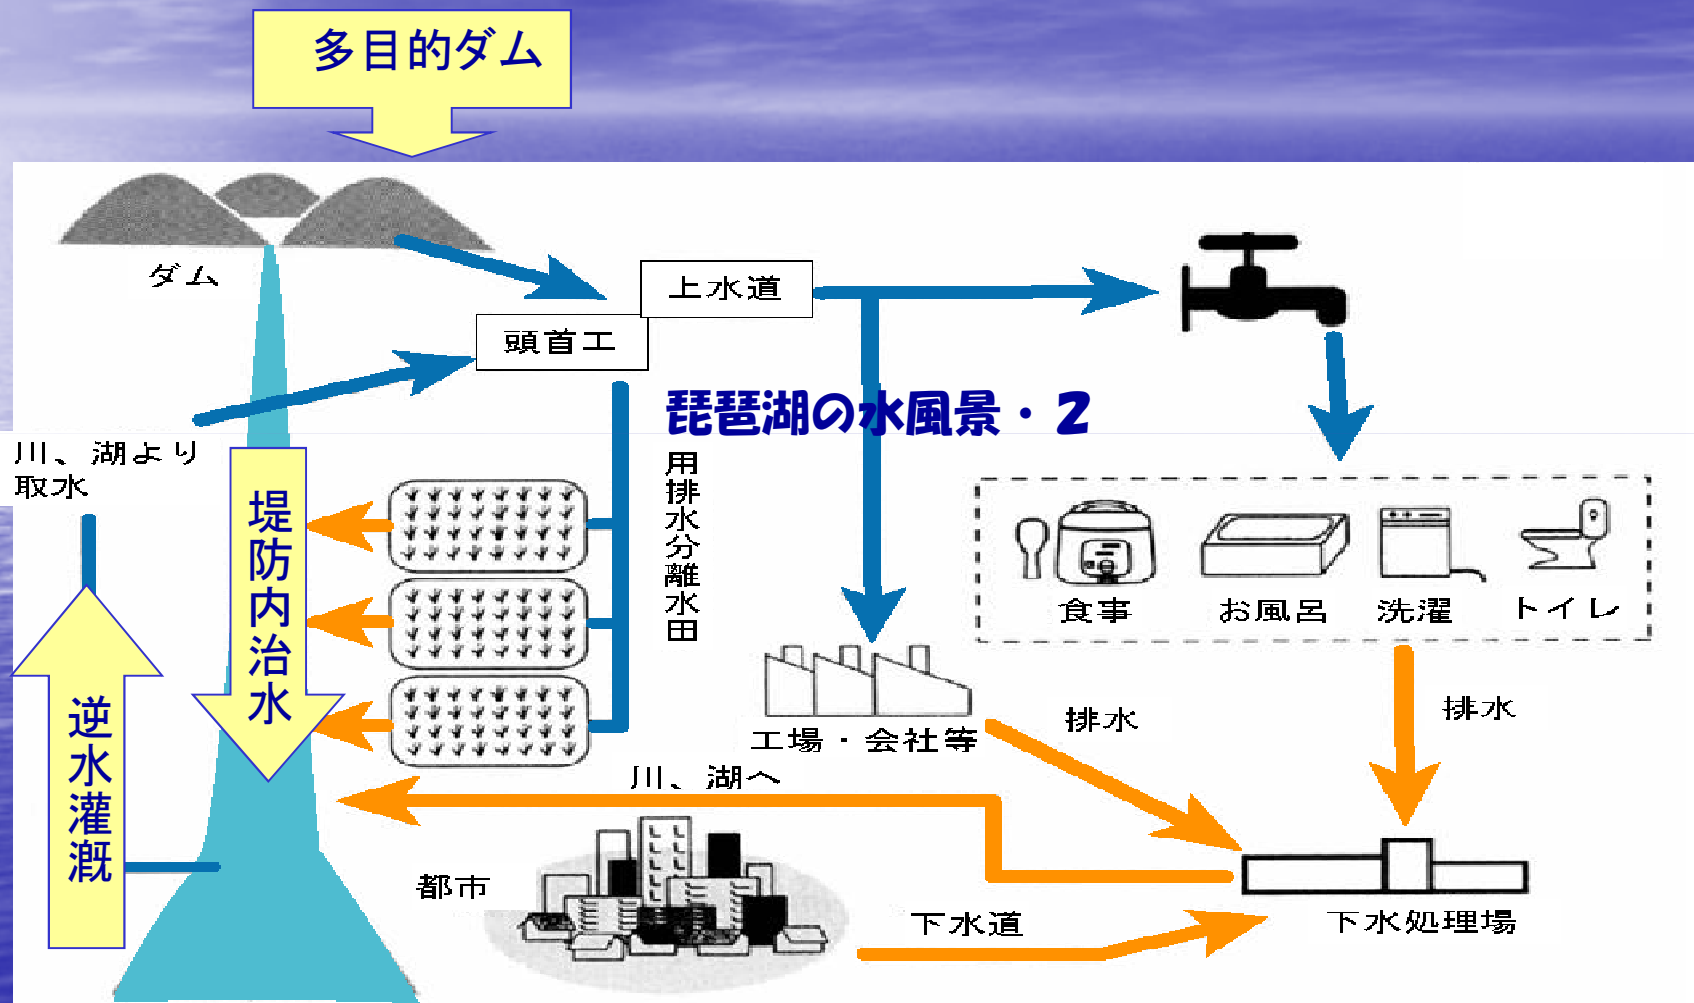 多目的ダム
ダム
上水道
頭首工
琵琶湖の水風景・2
川、湖より
取水
用排水分離水田
堤防内治水
逆水灌漑
食事
お風呂
洗濯
トイレ
工場・会社等
排水
排水
川、湖へ
都市
下水道
下水処理場